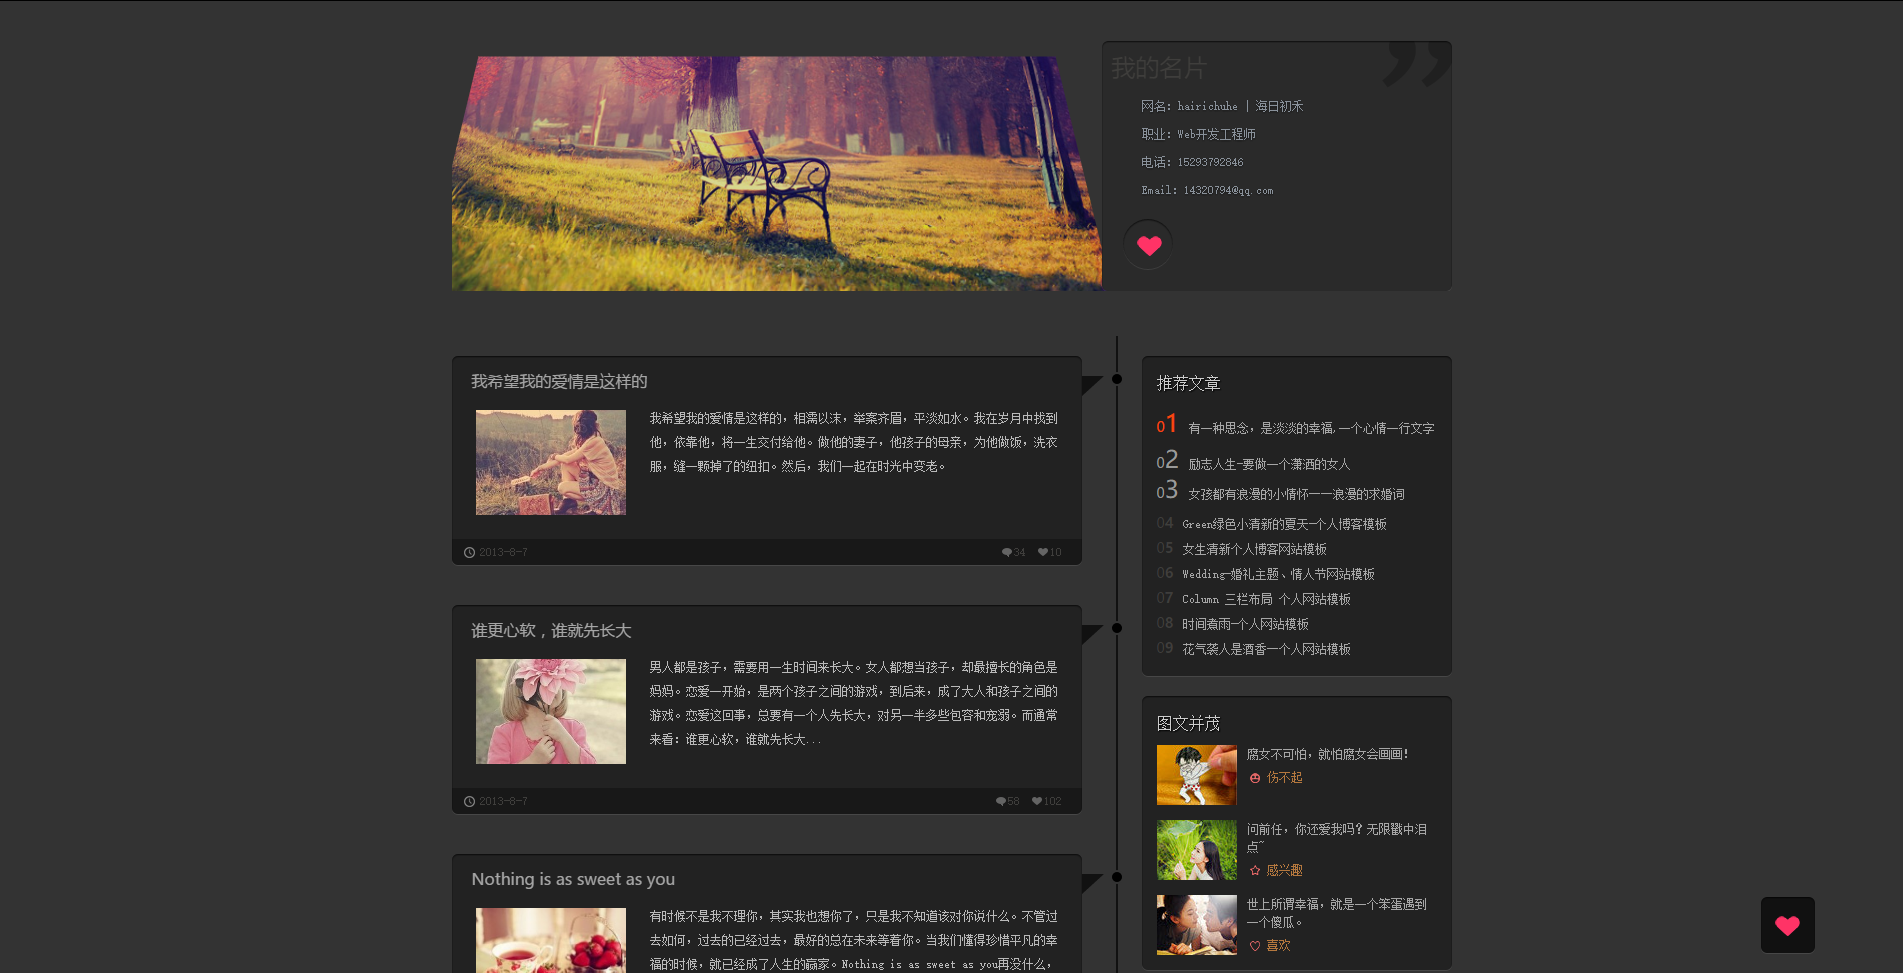 我的名片
网名: hairichuhe | 海日初禾
职业: Web开发工程师
电话: 15293792846
Email: 14320794@qq.com
我希望我的爱情是这样的
我希望我的爱情是这样的，相濡以沫，举案齐眉，平淡如水。我在岁月中找到
他，依靠他，将一生交付给他。做他的妻子，他孩子的母亲，为他做饭，洗衣
服，缝一颗掉了的纽扣。然后，我们一起在时光中变老。
2013-8-7
34
10
谁更心软，谁就先长大
男人都是孩子，需要用一生时间来长大。女人都想当孩子，却最擅长的角色是
妈妈。恋爱一开始，是两个孩子之间的游戏，到后来，成了大人和孩子之间的
游戏。恋爱这回事，总要有一个人先长大，对另一半多些包容和宠弱。而通常
来看：谁更心软，谁就先长大...
2013-8-7
58
102
Nothing is as sweet as you
有时候不是我不理你，其实我也想你了，只是我不知道该对你说什么。不管过
去如何，过去的已经过去，最好的总在未来等着你。当我们懂得珍惜平凡的幸
福的时候，就已经成了人生的赢家。Nothing is as sweet as you再没什么，
推荐文章
01 有一种思念，是淡淡的幸福,一个心情一行文字
02 励志人生-要做一个潇洒的女人
03 女孩都有浪漫的小情怀——浪漫的求婚词
04 Green绿色小清新的夏天-个人博客模板
05 女生清新个人博客网站模板
06 Wedding-婚礼主题、情人节网站模板
07 Column 三栏布局 个人网站模板
08 时间煮雨-个人网站模板
09 花气袭人是酒香—个人网站模板
图文并茂
腐女不可怕，就怕腐女会画画！
伤不起
问前任，你还爱我吗？无限戳中泪
点~
感兴趣
世上所谓幸福，就是一个笨蛋遇到
一个傻瓜。
喜欢